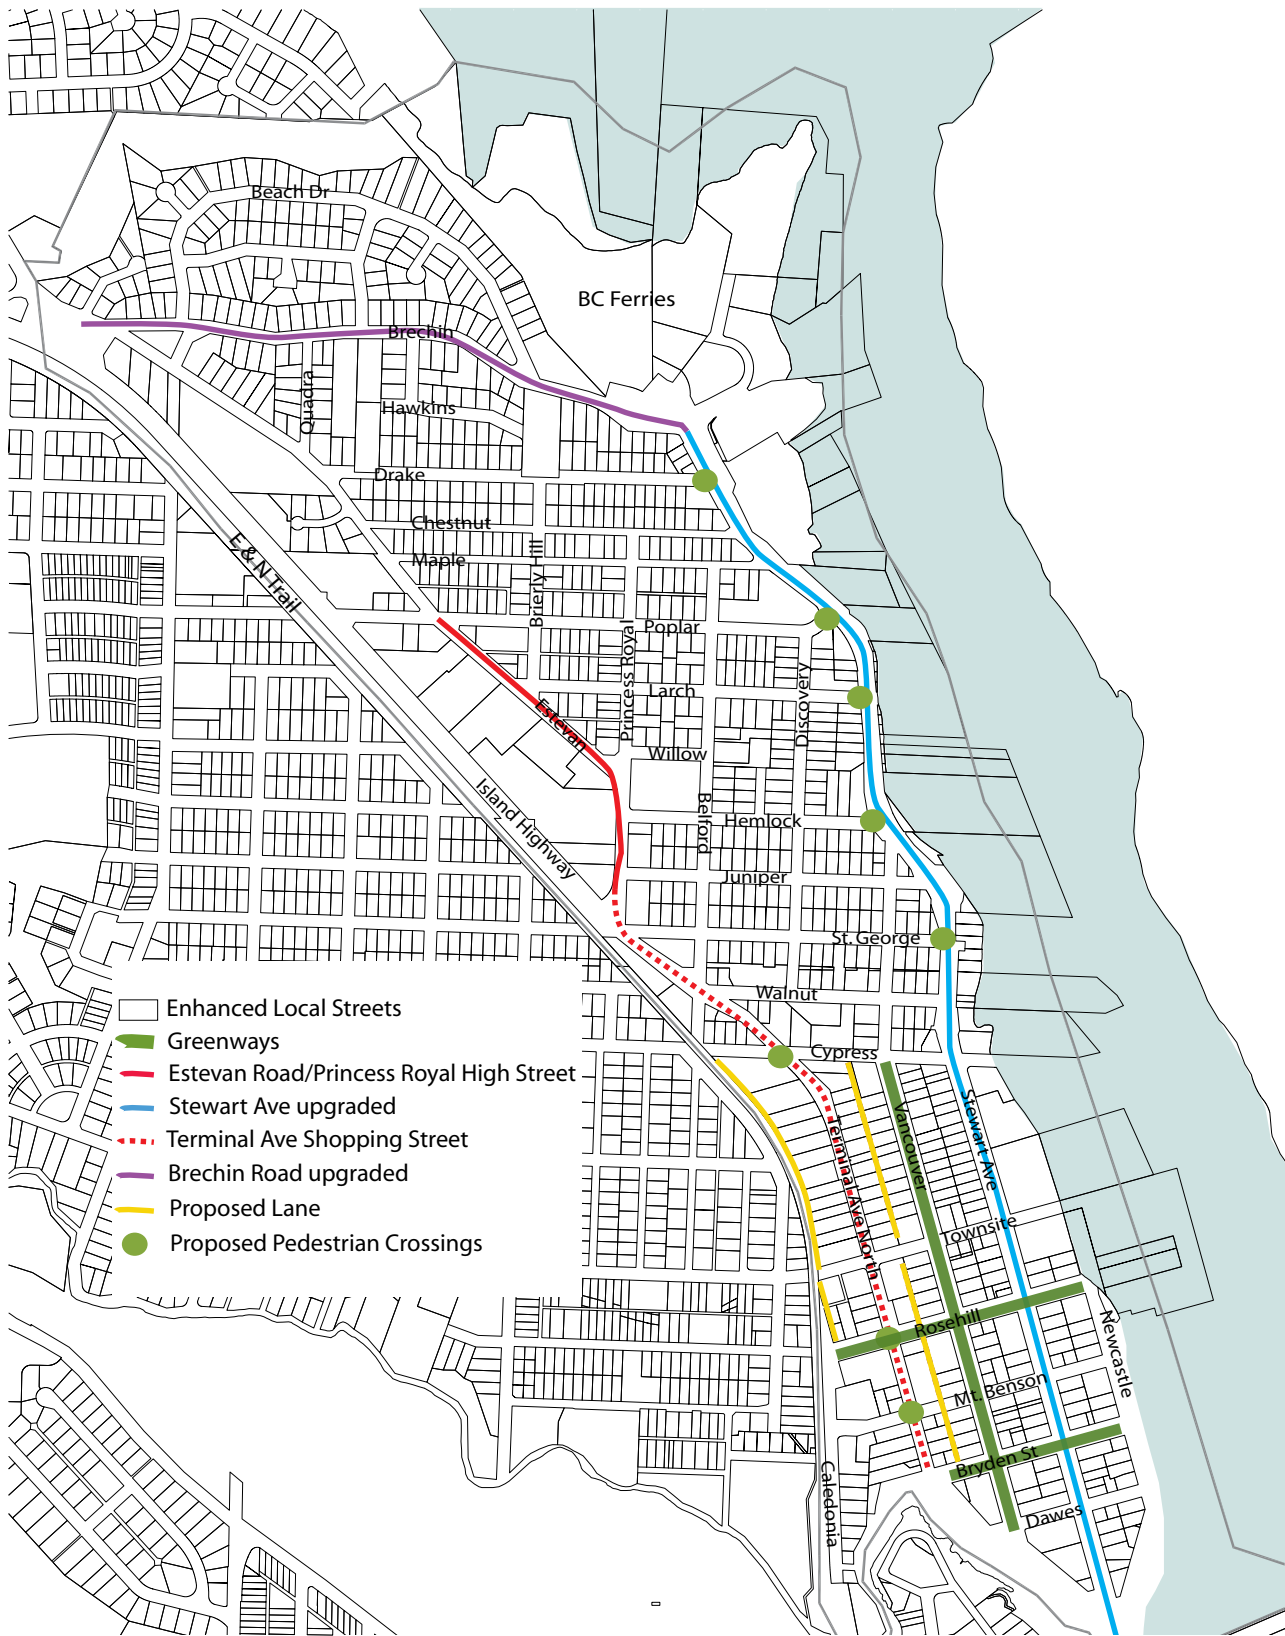 Beach Dr
BC Ferries
Brechin
Quadra
Hawkins
Drake
Chestnut
Maple
E & N Trail
Brierly Hill
Poplar
Princess Royal
Larch
Discovery
Estevan
Willow
Island Highway
Belford
Hemlock
Juniper
St. George
Walnut
Cypress
Enhanced Local Streets
Greenways
Estevan Road/Princess Royal High Street
Stewart Ave upgraded
Terminal Ave Shopping Street
Brechin Road upgraded
Proposed Lane
Proposed Pedestrian Crossings
Vancouver
Stewart Ave
Terminal Ave North
Townsite
Rosehill
Newcastle
Mt. Benson
Bryden St
Caledonia
Dawes